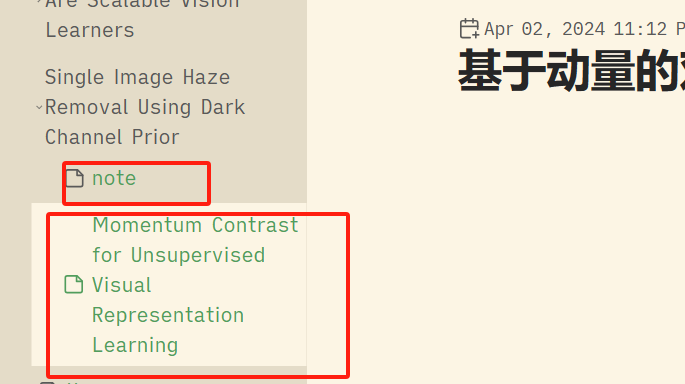 Are Scalable Vision
Learners
Single Image Haze
Removal Using Dark
Channel Prior
note
Momentum Contrast
for Unsupervised
Visual
Representation
Learning
Apr 02, 2024 11:12 P
基于动量的